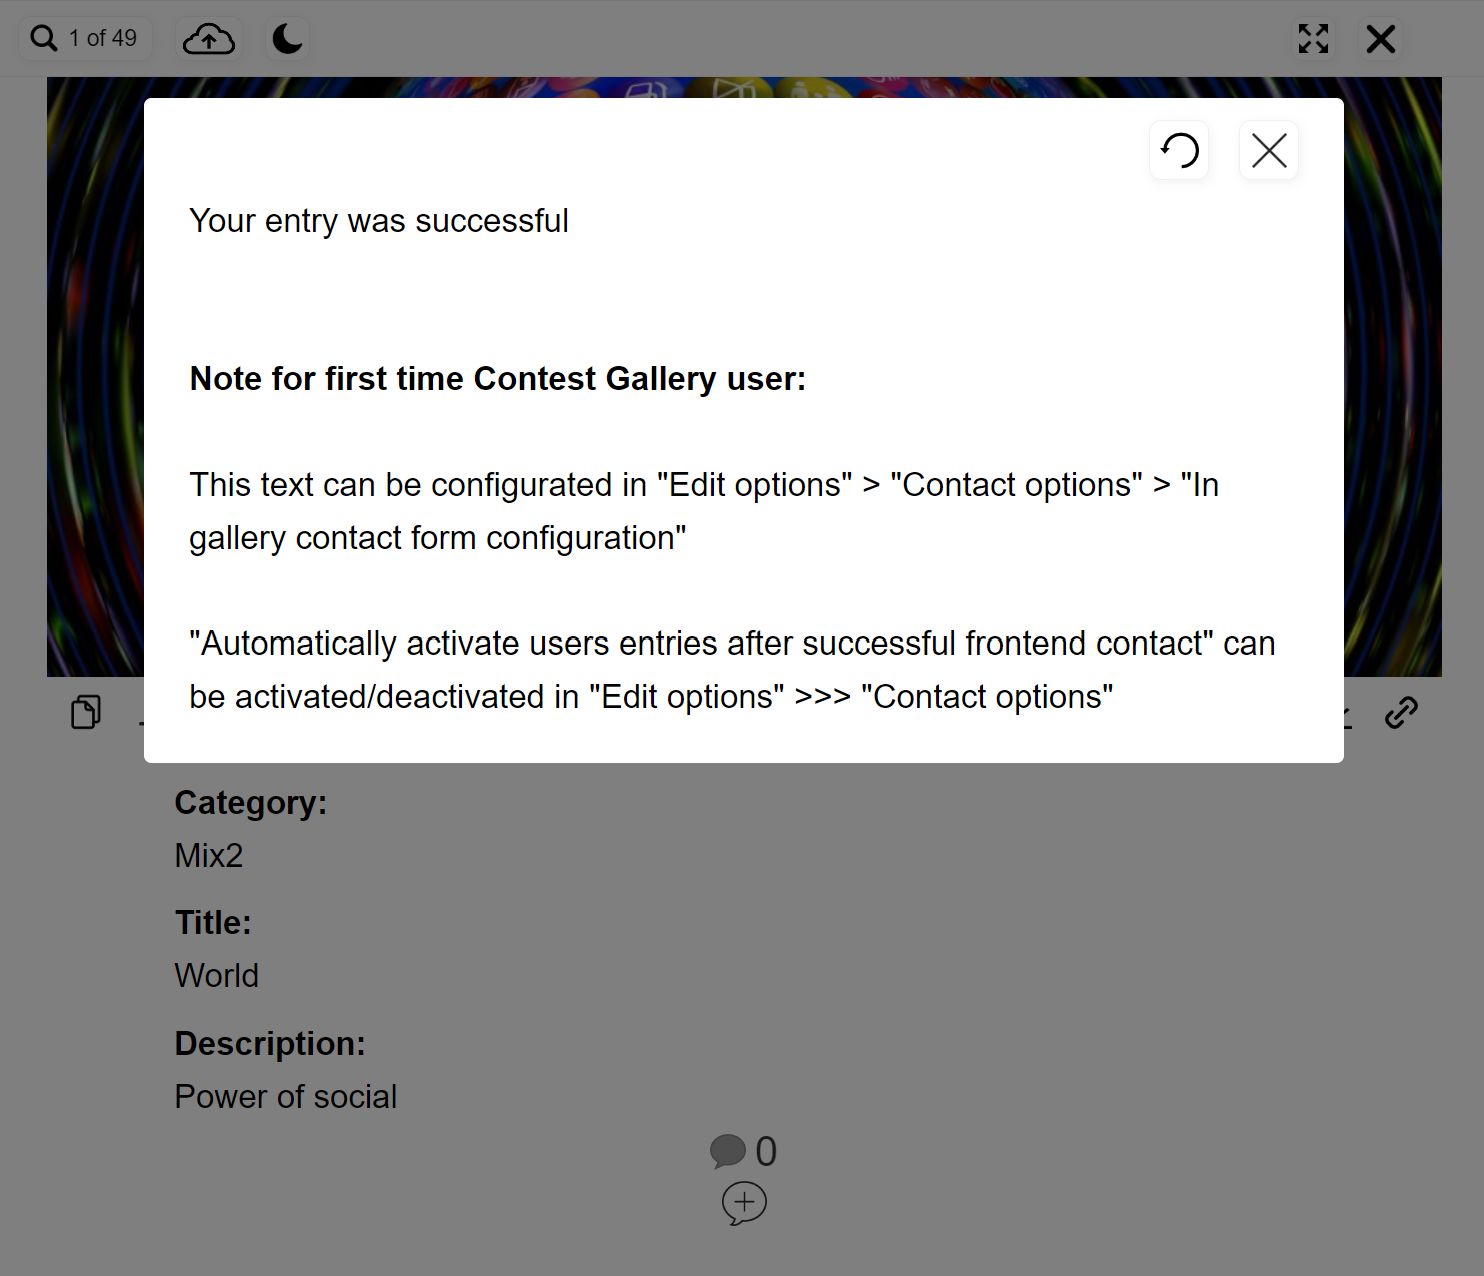 1 of 49
Your entry was successful
Note for first time Contest Gallery user:
This text can be configurated in "Edit options" > "Contact options" > "In
gallery contact form configuration"
"Automatically activate users entries after successful frontend contact" can
be activated/deactivated in "Edit options" >>> "Contact options"
Category:
Mix2
Title:
World
Description:
Power of social
0